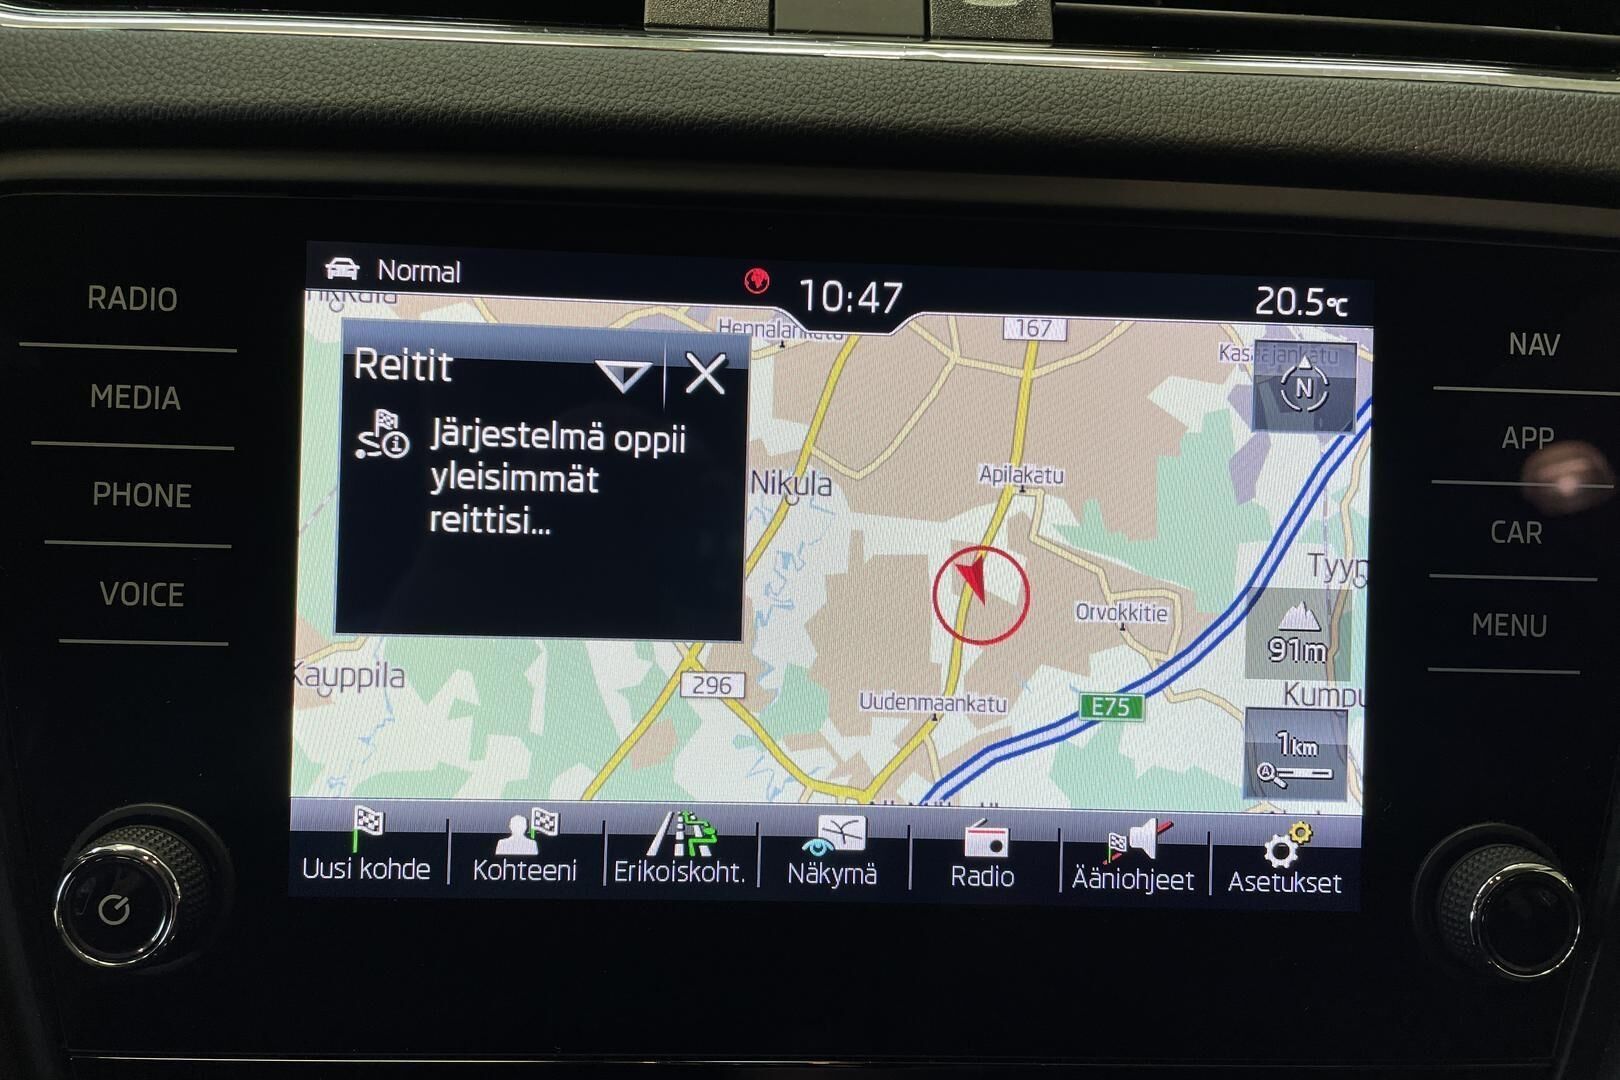 RADIO
MEDIA
PHONE
VOICE
Normal
10:47
20.5°C
Hennalankatu
167
Reitit
Järjestelmä oppii
yleisimmät
reittisi...
N
Nikula
Apilakatu
Orvokkitie
91m
Kauppila
296
Uudenmaankatu
E75
1km
A
Uusi kohde
Kohteeni
Erikoiskoht.
Näkymä
Radio
Ääniohjeet
Asetukset
NAV
APP
CAR
MENU